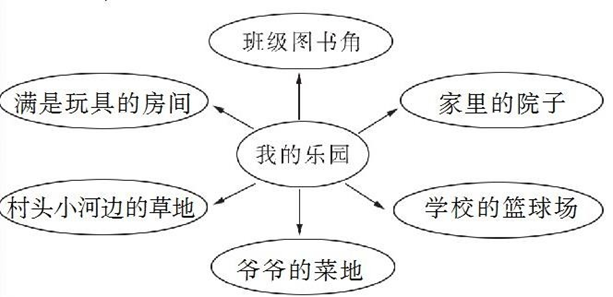 班级图书角
满是玩具的房间
家里的院子
我的乐园
村头小河边的草地
学校的篮球场
爷爷的菜地